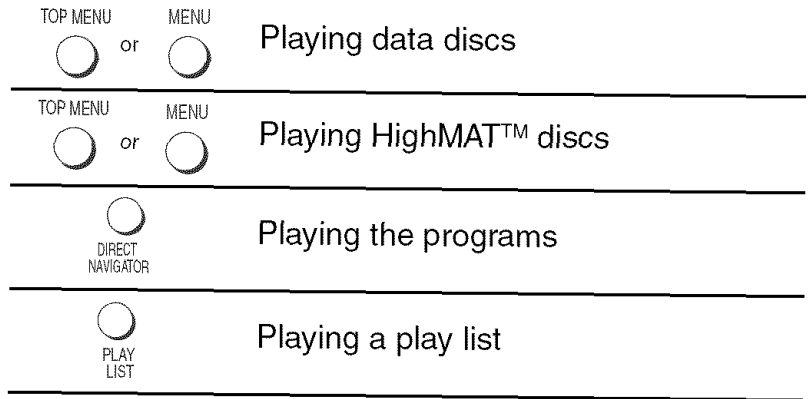 TOP MENU or MENU Playing data discs
TOP MENU or MENU Playing HighMAT™ discs
Playing the programs
DIRECT
NAVIGATOR
Playing a play list
PLAY
LIST